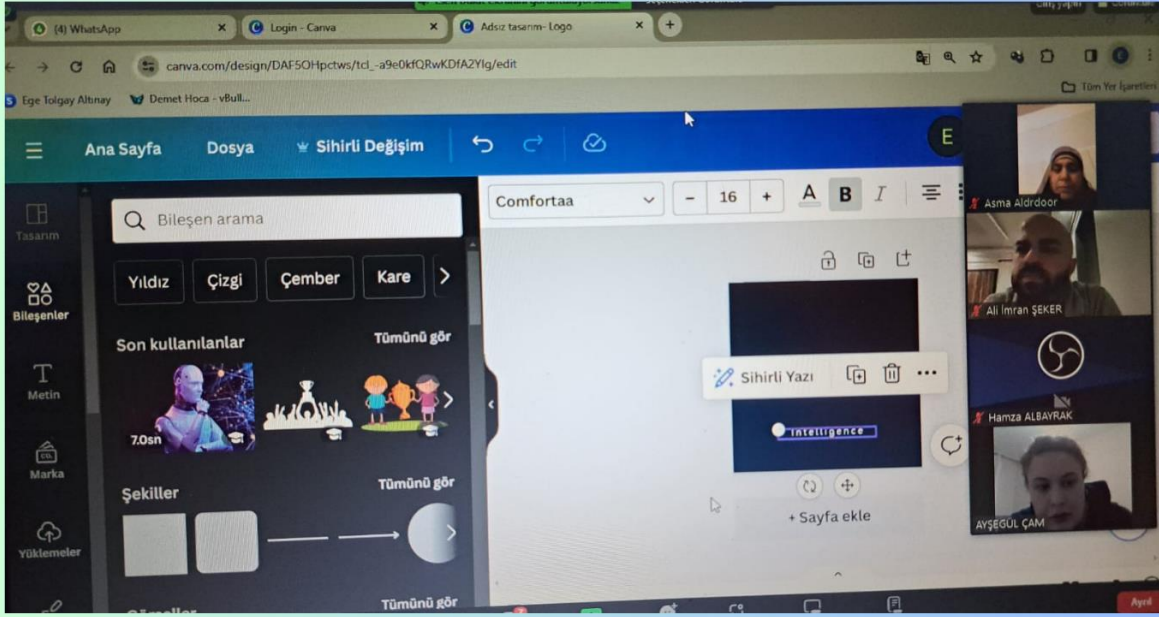 (4) WhatsApp
Login - Canva
Adsız tasarım- Logo
canva.com/design/DAF5OHpctws/tcl_-a9e0kfQRwKDfA2YIg/edit
Ege Tolgay Altınay
Demet Hoca - vBull...
Tüm Yer İşaretleri
Ana Sayfa
Dosya
Sihirli Değişim
E
Tasarım
Bileşen arama
Comfortaa
- 16 +
A B I
Yıldız
Çizgi
Çember
Kare
Bileşenler
Son kullanılanlar
Tümünü gör
Metin
7.0sn
Marka
Şekiller
Tümünü gör
Yüklemeler
Tümünü gör
Sihirli Yazı
Intelligence
+ Sayfa ekle
Asma Aldrdoor
Ali İmran ŞEKER
Hamza ALBAYRAK
AYŞEGÜL ÇAM
Ayrıl